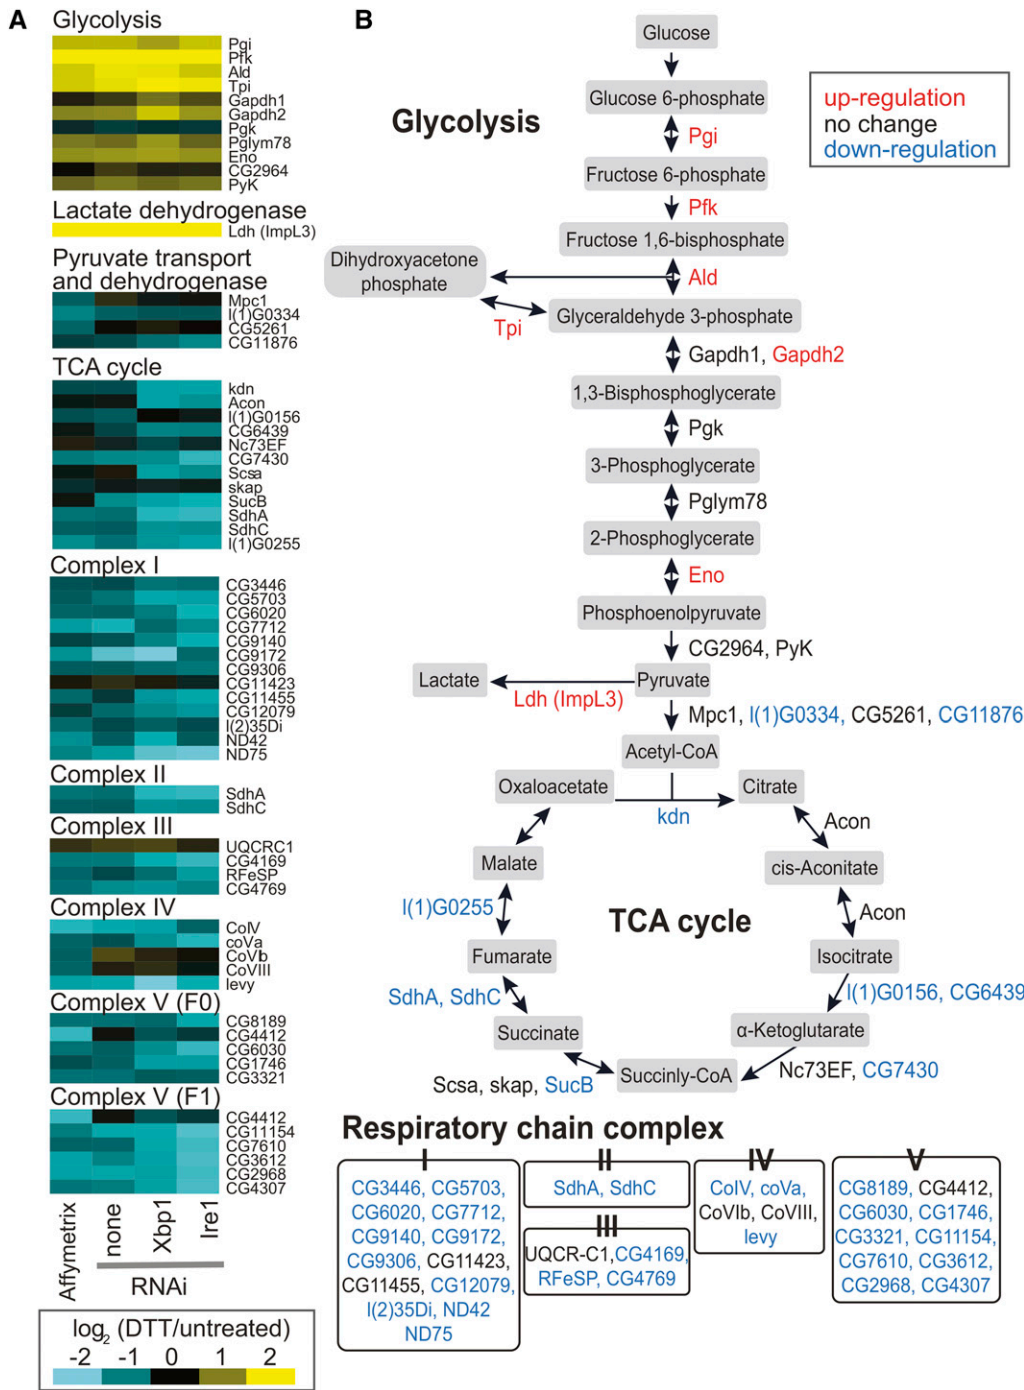 A
Glycolysis
Pgi
Pfk
Ald
Tpi
Gapdh1
Gapdh2
Pgk
Pglym78
Eno
CG2964
PyK
Lactate dehydrogenase
Ldh (ImpL3)
Pyruvate transport
and dehydrogenase
Mpc1
l(1)G0334
CG5261
CG11876
TCA cycle
kdn
Acon
l(1)G0156
CG6439
Nc73EF
CG7430
Scsa
skap
SucB
SdhA
SdhC
l(1)G0255
Complex I
CG3446
CG5703
CG6020
CG7712
CG9140
CG9172
CG9306
CG11423
CG11455
CG12079
l(2)35Di
ND42
ND75
Complex II
SdhA
SdhC
Complex III
UQCRC1
CG4169
RFeSP
CG4769
Complex IV
CoIV
coVa
CoVIb
CoVIII
levy
Complex V (F0)
CG8189
CG4412
CG6030
CG1746
CG3321
Complex V (F1)
CG4412
CG11154
CG7610
CG3612
CG2968
CG4307
Affymetrix
none
Xbp1
Ire1
RNAi
log2 (DTT/untreated)
-2 -1 0 1 2
B
Glucose
Glucose 6-phosphate
Glycolysis
Pgi
up-regulation
no change
down-regulation
Fructose 6-phosphate
Pfk
Fructose 1,6-bisphosphate
Dihydroxyacetone
phosphate
Ald
Tpi
Glyceraldehyde 3-phosphate
Gapdh1, Gapdh2
1,3-Bisphosphoglycerate
Pgk
3-Phosphoglycerate
Pglym78
2-Phosphoglycerate
Eno
Phosphoenolpyruvate
CG2964, PyK
Lactate
Pyruvate
Ldh (ImpL3)
Mpc1, l(1)G0334, CG5261, CG11876
Acetyl-CoA
Oxaloacetate
Citrate
kdn
Acon
Malate
cis-Aconitate
l(1)G0255
TCA cycle
Acon
Fumarate
Isocitrate
SdhA, SdhC
l(1)G0156, CG6439
Succinate
α-Ketoglutarate
Scsa, skap, SucB
Succinly-CoA
Nc73EF, CG7430
Respiratory chain complex
I
CG3446, CG5703,
CG6020, CG7712,
CG9140, CG9172,
CG9306, CG11423,
CG11455, CG12079,
l(2)35Di, ND42
ND75
II
SdhA, SdhC
III
UQCR-C1,CG4169,
RFeSP, CG4769
IV
CoIV, coVa,
CoVIb, CoVIII,
levy
V
CG8189, CG4412,
CG6030, CG1746,
CG3321, CG11154,
CG7610, CG3612,
CG2968, CG4307